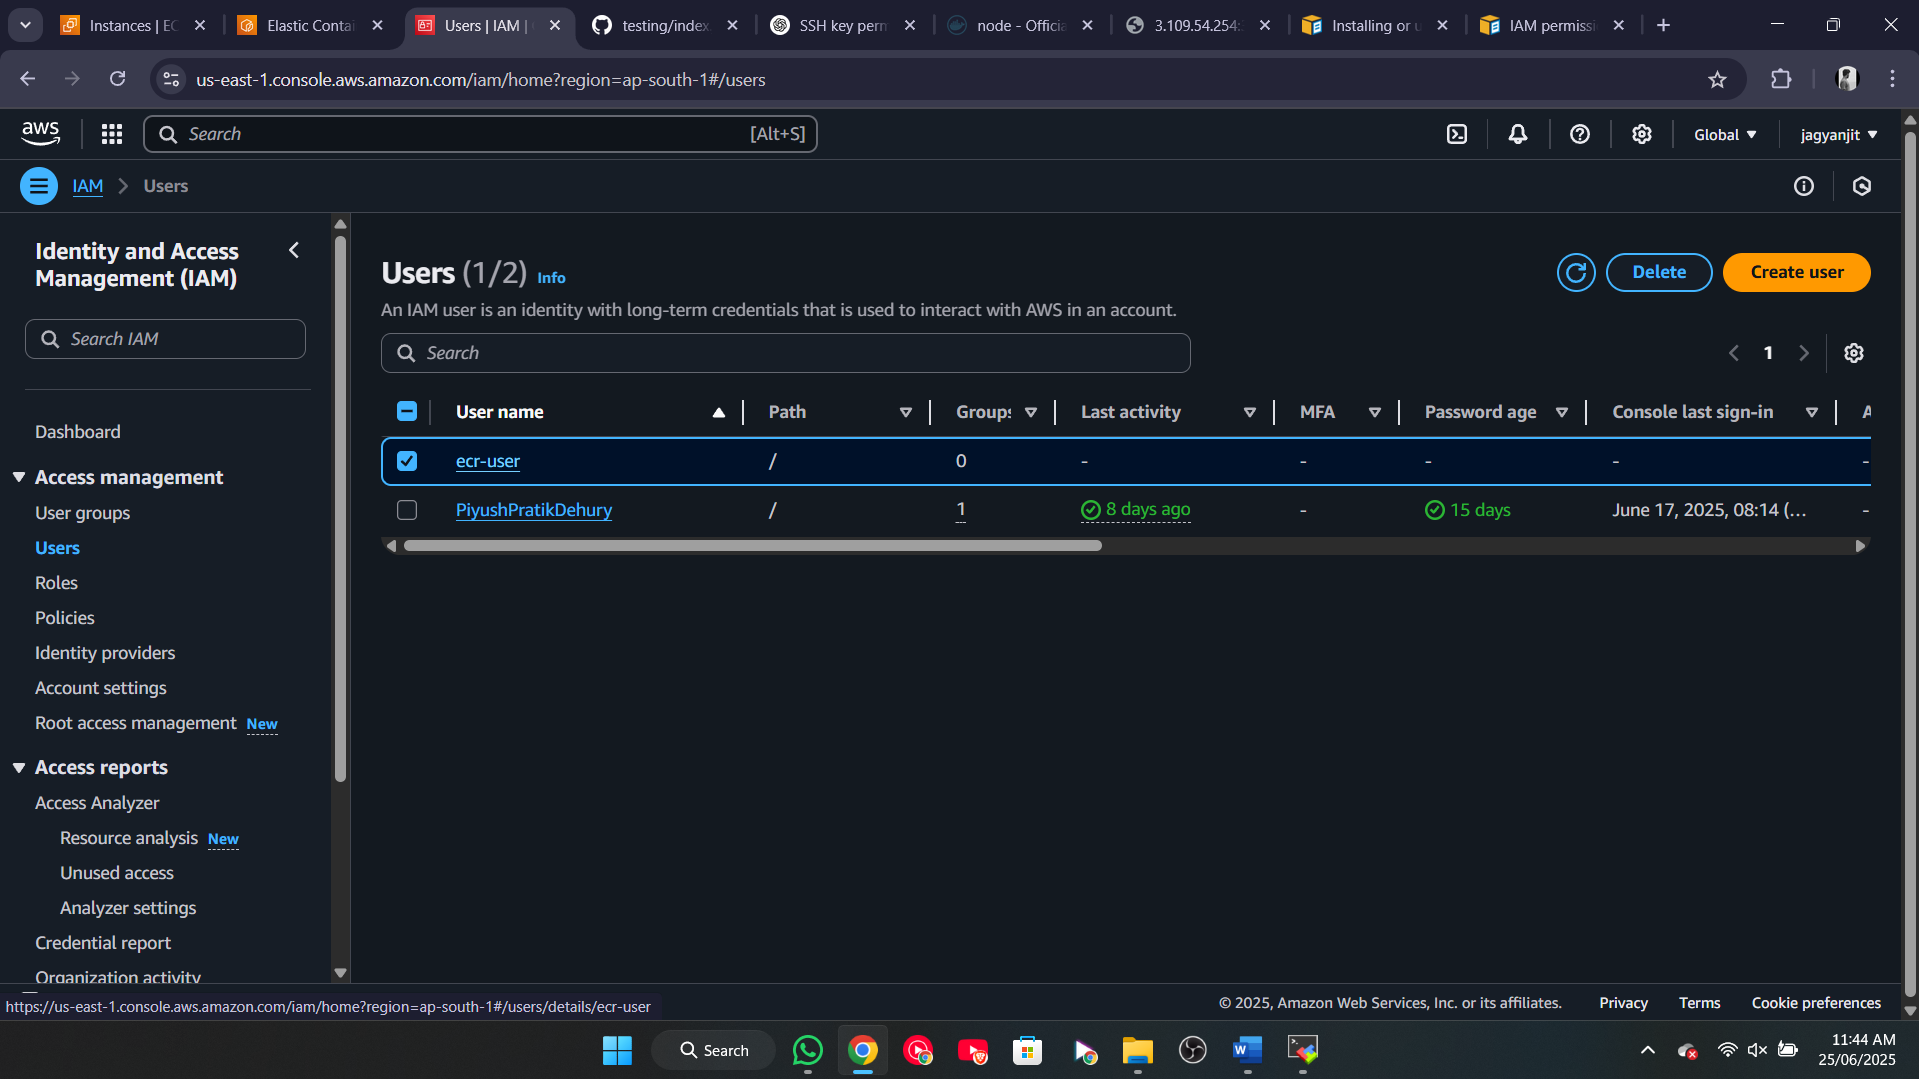 Instances | EC
Elastic Contai
Users | IAM |
testing/index.
SSH key perm
node - Officia
3.109.54.254:
Installing or u
IAM permissi
us-east-1.console.aws.amazon.com/iam/home?region=ap-south-1#/users
aws
Search
[Alt+S]
Global
jagyanjit
IAM
Users
Identity and Access
Management (IAM)
Search IAM
Dashboard
Access management
User groups
Users
Roles
Policies
Identity providers
Account settings
Root access management New
Access reports
Access Analyzer
Resource analysis New
Unused access
Analyzer settings
Credential report
Organization activity
Users (1/2) Info
Delete
Create user
An IAM user is an identity with long-term credentials that is used to interact with AWS in an account.
Search
1
User name Path Groups Last activity MFA Password age Console last sign-in A
ecr-user / 0 - - - - -
PiyushPratikDehury / 1 8 days ago - 15 days June 17, 2025, 08:14 (... -
https://us-east-1.console.aws.amazon.com/iam/home?region=ap-south-1#/users/details/ecr-user
© 2025, Amazon Web Services, Inc. or its affiliates. Privacy Terms Cookie preferences
Search
11:44 AM
25/06/2025